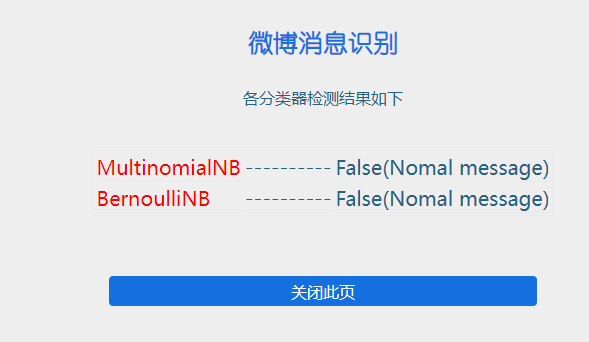 微博消息识别
各分类器检测结果如下
MultinomialNB ---------- False(Nomal message)
BernoulliNB ---------- False(Nomal message)
关闭此页